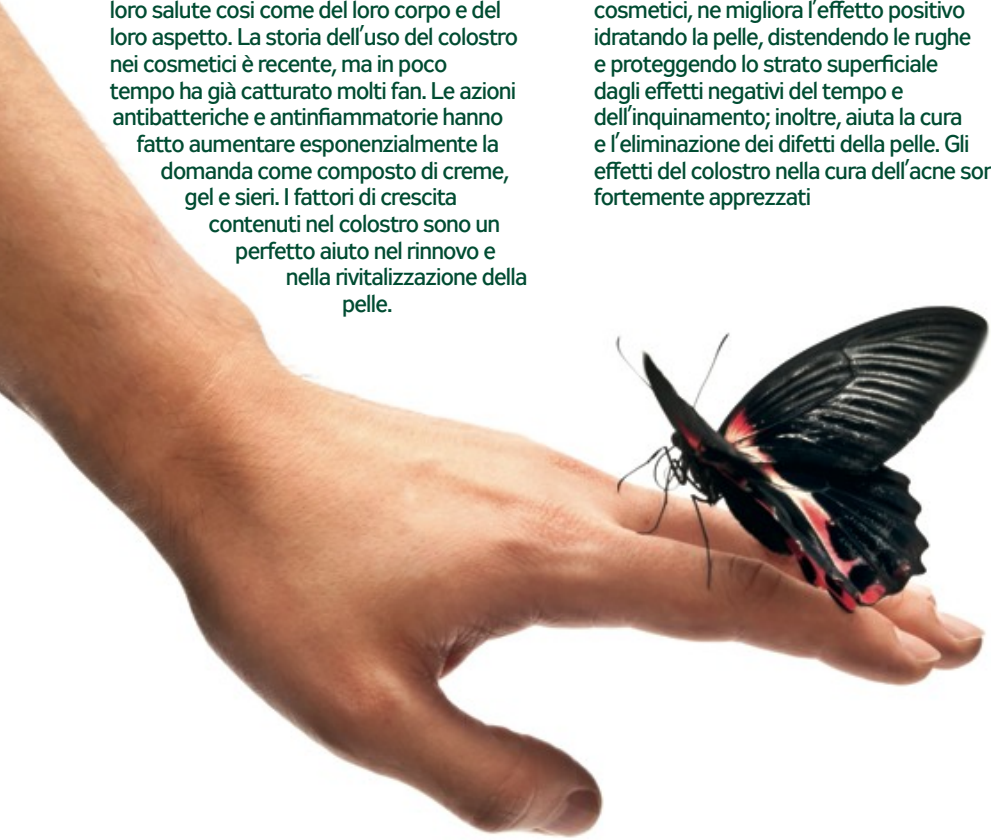 loro salute così come del loro corpo e del
loro aspetto. La storia dell'uso del colostro
nei cosmetici è recente, ma in poco
tempo ha già catturato molti fan. Le azioni
antibatteriche e antinfiammatorie hanno
fatto aumentare esponenzialmente la
domanda come composto di creme,
gel e sieri. I fattori di crescita
contenuti nel colostro sono un
perfetto aiuto nel rinnovo e
nella rivitalizzazione della
pelle.
cosmetici, ne migliora l'effetto positivo
idratando la pelle, distendendo le rughe
e proteggendo lo strato superficiale
dagli effetti negativi del tempo e
dell'inquinamento; inoltre, aiuta la cura
e l'eliminazione dei difetti della pelle. Gli
effetti del colostro nella cura dell'acne
fortemente apprezzati